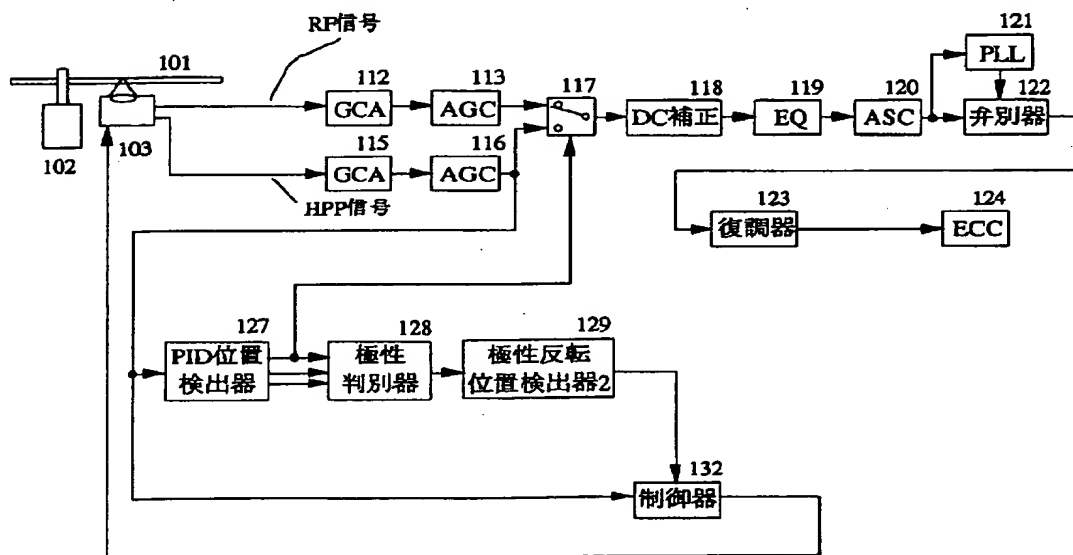 RF信号
101
102
103
HPP信号
112
GCA
113
AGC
115
GCA
116
AGC
117
118
DC補正
119
EQ
120
ASC
121
PLL
122
弁別器
123
復調器
124
ECC
127
PID位置
検出器
128
極性
判別器
129
極性反転
位置検出器2
132
制御器